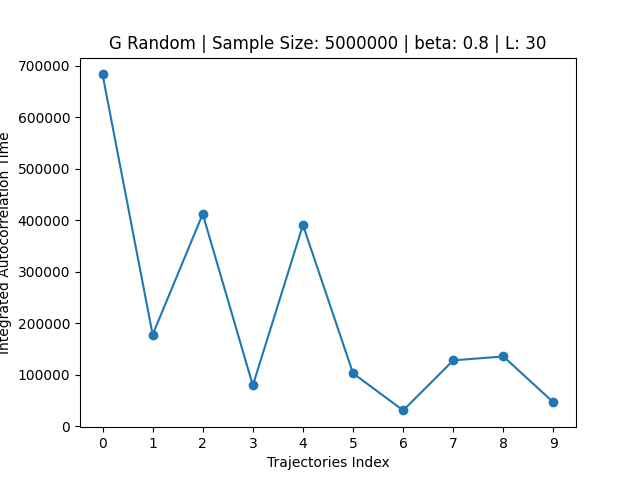 G Random | Sample Size: 5000000 | beta: 0.8 | L: 30
700000
600000
500000
400000
300000
200000
100000
0
Integrated Autocorrelation Time
0 1 2 3 4 5 6 7 8 9
Trajectories Index